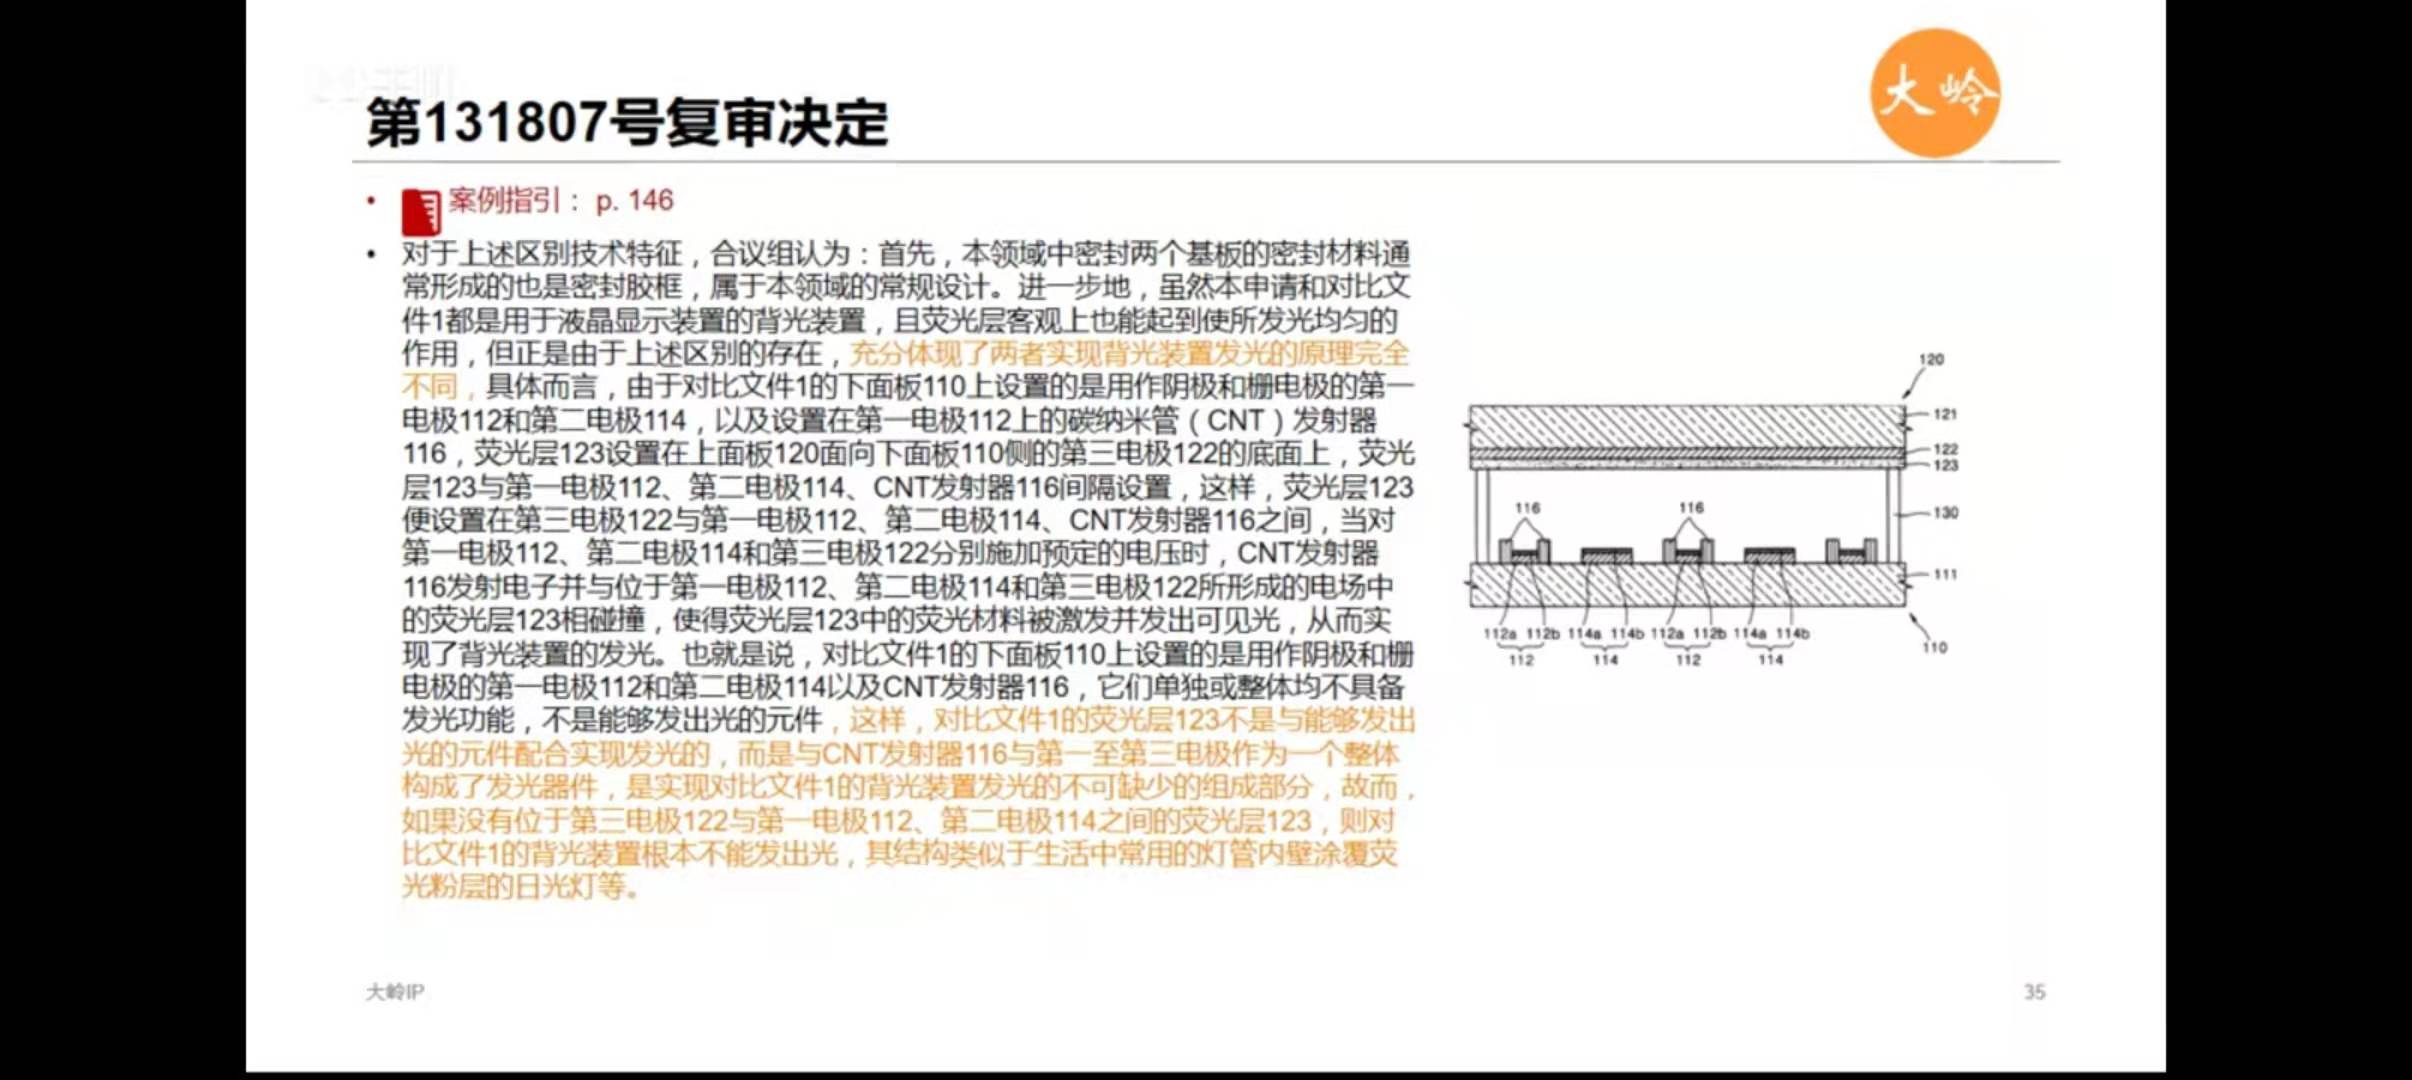 第131807号复审决定
大岭
• 案例指引： p. 146
• 对于上述区别技术特征，合议组认为：首先，本领域中密封两个基板的密封材料通
常形成的也是密封胶框，属于本领域的常规设计。进一步地，虽然本申请和对比文
件1都是用于液晶显示装置的背光装置，且荧光层客观上也能起到使所发光均匀的
作用，但正是由于上述区别的存在，充分体现了两者实现背光装置发光的原理完全
不同，具体而言，由于对比文件1的下面板110上设置的是用作阴极和栅电极的第一
电极112和第二电极114，以及设置在第一电极112上的碳纳米管（CNT）发射器
116，荧光层123设置在上面板120面向下面板110侧的第三电极122的底面上，荧光
层123与第一电极112、第二电极114、CNT发射器116间隔设置，这样，荧光层123
便设置在第三电极122与第一电极112、第二电极114、CNT发射器116之间，当对
第一电极112、第二电极114和第三电极122分别施加预定的电压时，CNT发射器
116发射电子并与位于第一电极112、第二电极114和第三电极122所形成的电场中
的荧光层123相碰撞，使得荧光层123中的荧光材料被激发并发出可见光，从而实
现了背光装置的发光。也就是说，对比文件1的下面板110上设置的是用作阴极和栅
电极的第一电极112和第二电极114以及CNT发射器116，它们单独或整体均不具备
发光功能，不是能够发出光的元件，这样，对比文件1的荧光层123不是与能够发出
光的元件配合实现发光的，而是与CNT发射器116与第一至第三电极作为一个整体
构成了发光器件，是实现对比文件1的背光装置发光的不可缺少的组成部分，故而，
如果没有位于第三电极122与第一电极112、第二电极114之间的荧光层123，则对
比文件1的背光装置根本不能发出光，其结构类似于生活中常用的灯管内壁涂覆荧
光粉层的日光灯等。
120
121
122
123
116 116
130
111
112a 112b 114a 114b 112a 112b 114a 114b
112 114 112 114
110
大岭IP
35